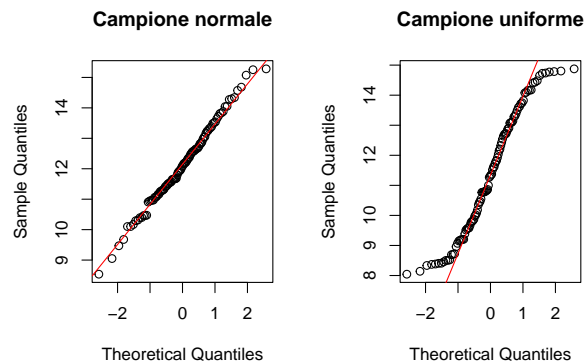 Campione normale
Sample Quantiles
14
12
10
9
−2
0
1
2
Theoretical Quantiles
Campione uniforme
Sample Quantiles
14
12
10
9
8
−2
0
1
2
Theoretical Quantiles